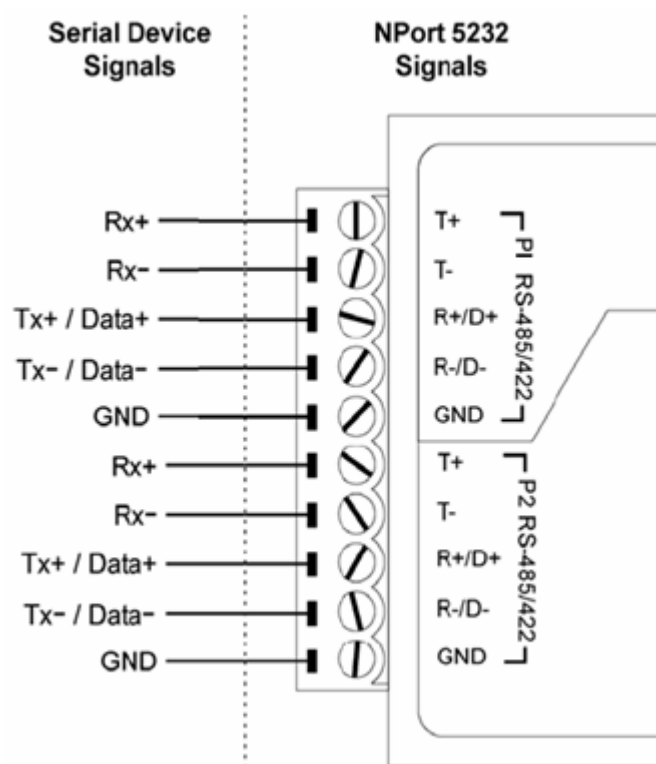 Serial Device
Signals
NPort 5232
Signals
Rx+
T+
Rx-
T-
Tx+ / Data+
R+/D+
Tx- / Data-
R-/D-
GND
GND
P1 RS-485/422
Rx+
T+
Rx-
T-
Tx+ / Data+
R+/D+
Tx- / Data-
R-/D-
GND
GND
P2 RS-485/422